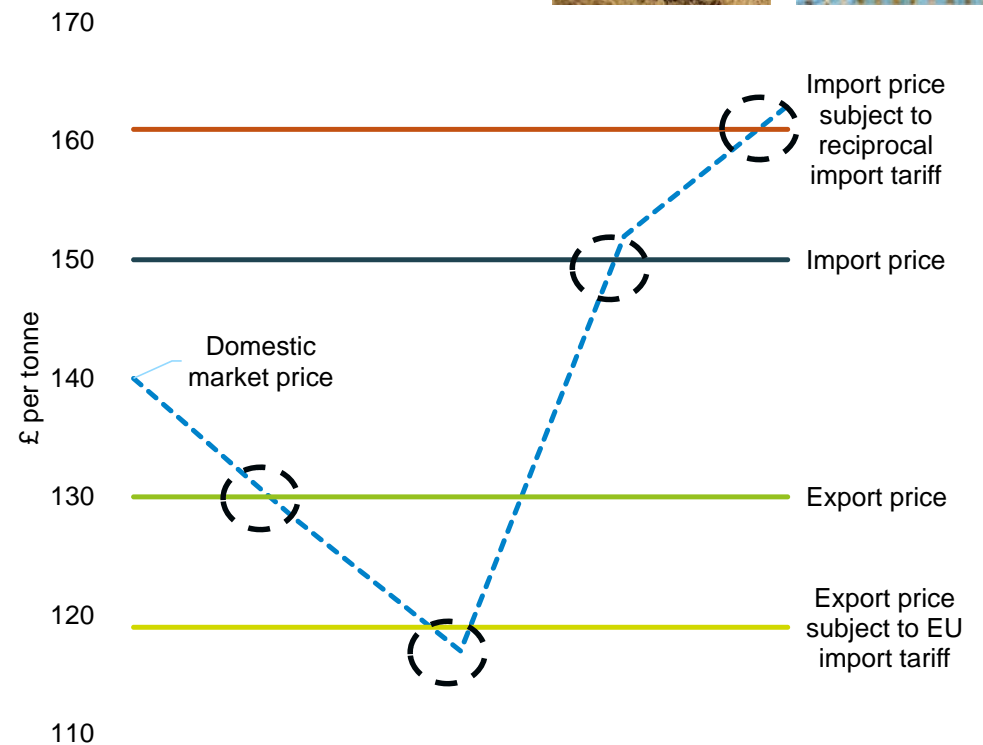 170
160
150
140
130
120
110
£ per tonne
Domestic
market price
Import price
subject to
reciprocal
import tariff
Import price
Export price
Export price
subject to EU
import tariff